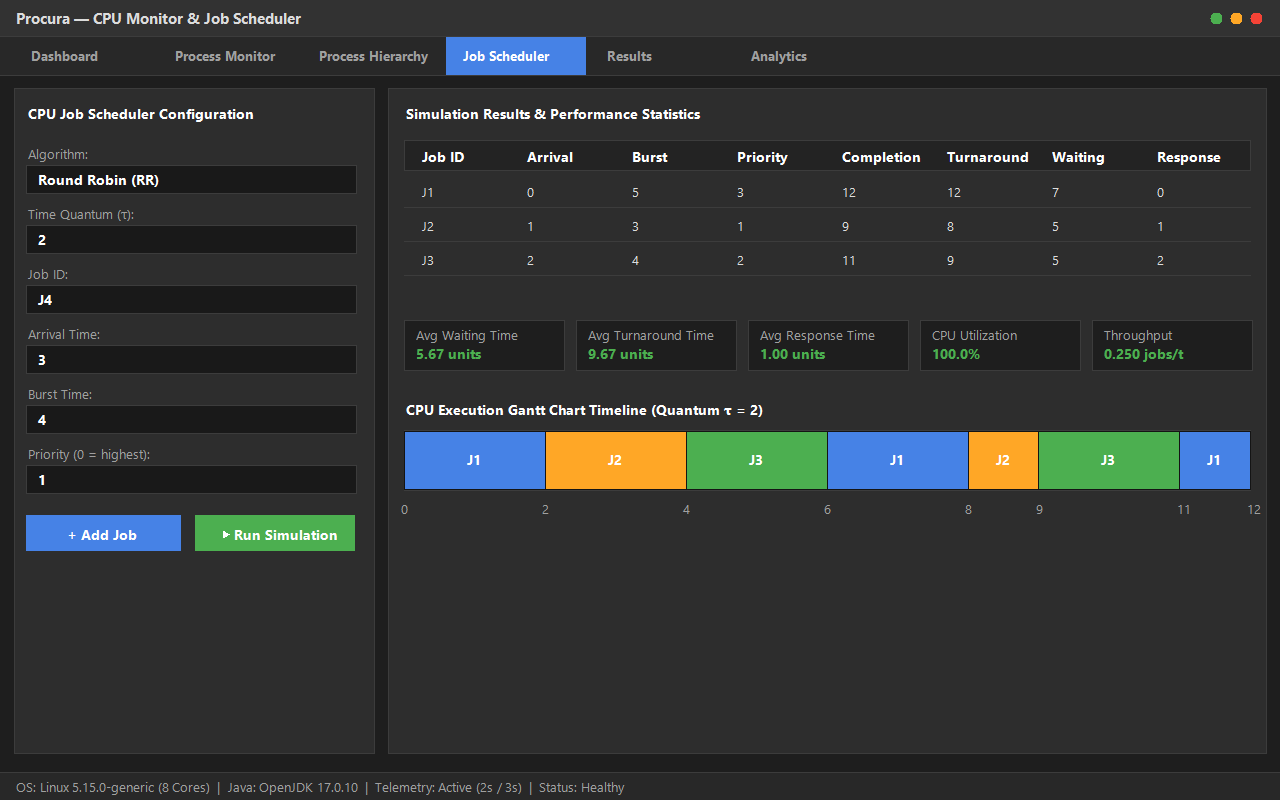 Procura — CPU Monitor & Job Scheduler
Dashboard Process Monitor Process Hierarchy Job Scheduler Results Analytics
CPU Job Scheduler Configuration
Algorithm:
Round Robin (RR)
Time Quantum (τ):
2
Job ID:
J4
Arrival Time:
3
Burst Time:
4
Priority (0 = highest):
1
+ Add Job ▶ Run Simulation
Simulation Results & Performance Statistics
Job ID Arrival Burst Priority Completion Turnaround Waiting Response
J1 0 5 3 12 12 7 0
J2 1 3 1 9 8 5 1
J3 2 4 2 11 9 5 2
Avg Waiting Time Avg Turnaround Time Avg Response Time CPU Utilization Throughput
5.67 units 9.67 units 1.00 units 100.0% 0.250 jobs/t
CPU Execution Gantt Chart Timeline (Quantum τ = 2)
J1 J2 J3 J1 J2 J3 J1
0 2 4 6 8 9 11 12
OS: Linux 5.15.0-generic (8 Cores) | Java: OpenJDK 17.0.10 | Telemetry: Active (2s / 3s) | Status: Healthy